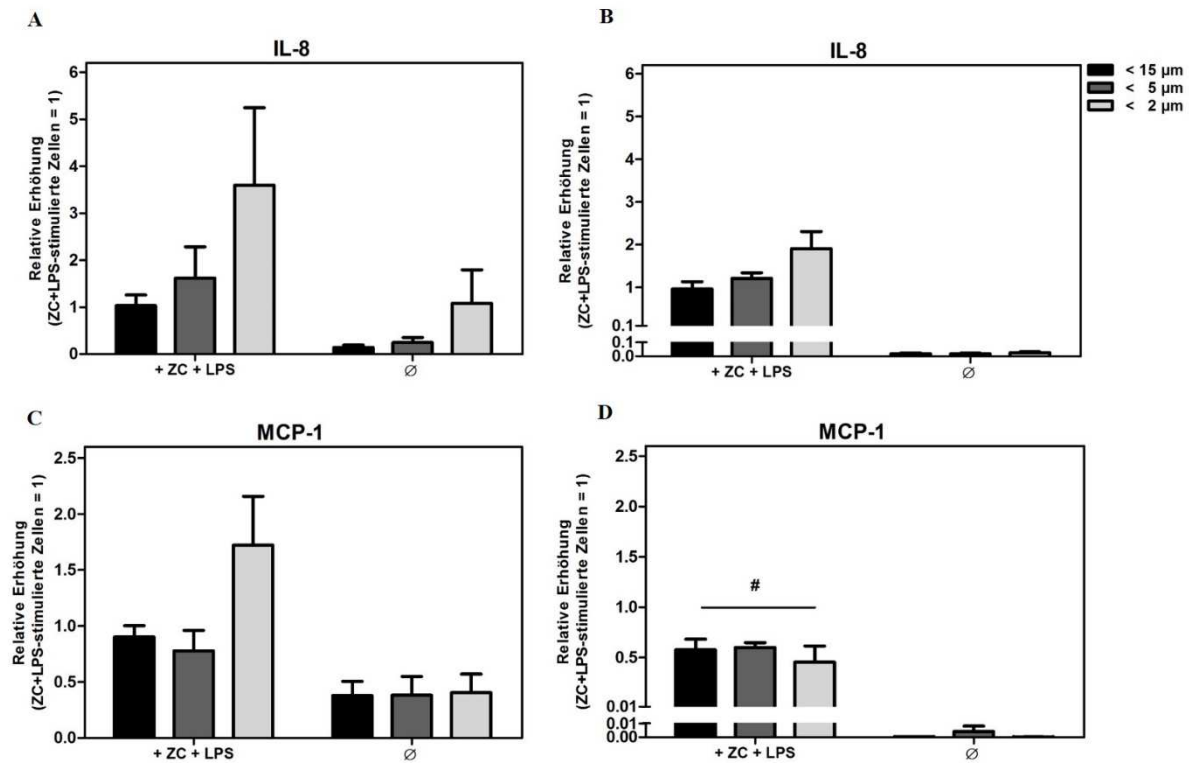 A
IL-8
Relative Erhöhung
(ZC+LPS-stimulierte Zellen = 1)
6
5
4
3
2
1
0
+ ZC + LPS
∅
B
IL-8
Relative Erhöhung
(ZC+LPS-stimulierte Zellen = 1)
6
5
4
3
2
1
0.1
0.1
0.0
+ ZC + LPS
∅
< 15 µm
< 5 µm
< 2 µm
C
MCP-1
Relative Erhöhung
(ZC+LPS-stimulierte Zellen = 1)
2.5
2.0
1.5
1.0
0.5
0.0
+ ZC + LPS
∅
D
MCP-1
Relative Erhöhung
(ZC+LPS-stimulierte Zellen = 1)
2.5
2.0
1.5
1.0
0.5
0.01
0.01
0.00
#
+ ZC + LPS
∅